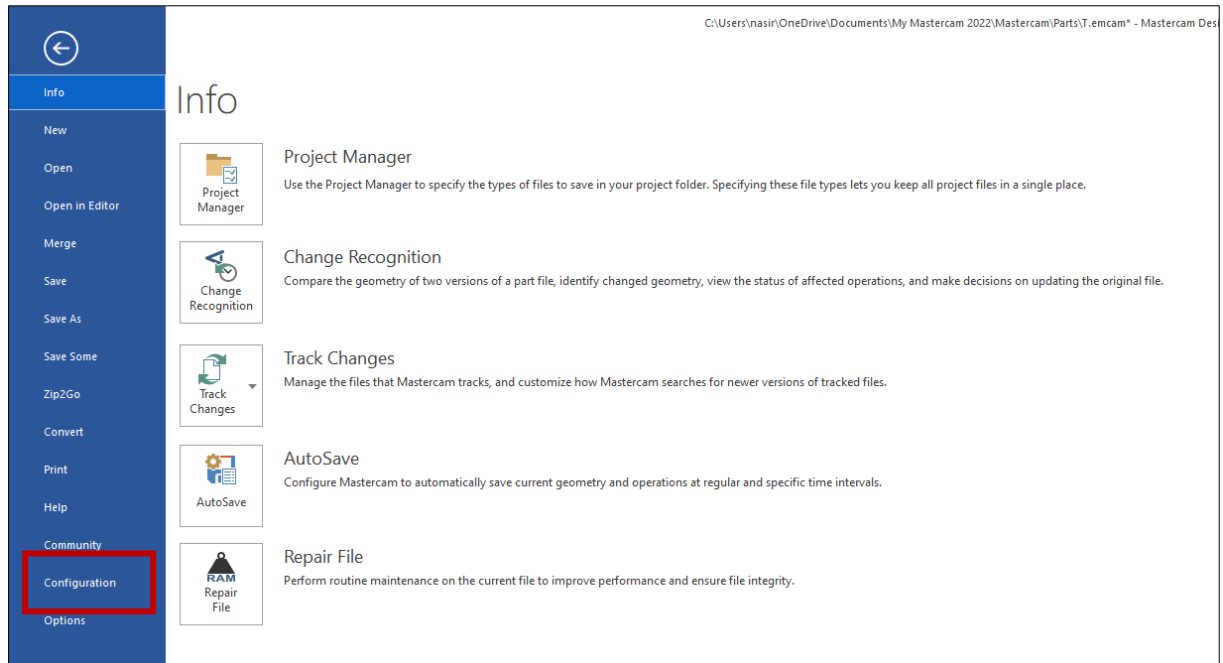 C:\Users\nasir\OneDrive\Documents\My Mastercam 2022\Mastercam\Parts\T.emcam* - Mastercam Desi
Info
New
Open
Open in Editor
Merge
Save
Save As
Save Some
Zip2Go
Convert
Print
Help
Community
Configuration
Options
Info
Project
Manager
Project Manager
Use the Project Manager to specify the types of files to save in your project folder. Specifying these file types lets you keep all project files in a single place.
Change
Recognition
Change Recognition
Compare the geometry of two versions of a part file, identify changed geometry, view the status of affected operations, and make decisions on updating the original file.
Track
Changes
Track Changes
Manage the files that Mastercam tracks, and customize how Mastercam searches for newer versions of tracked files.
AutoSave
AutoSave
Configure Mastercam to automatically save current geometry and operations at regular and specific time intervals.
RAM
Repair
File
Repair File
Perform routine maintenance on the current file to improve performance and ensure file integrity.